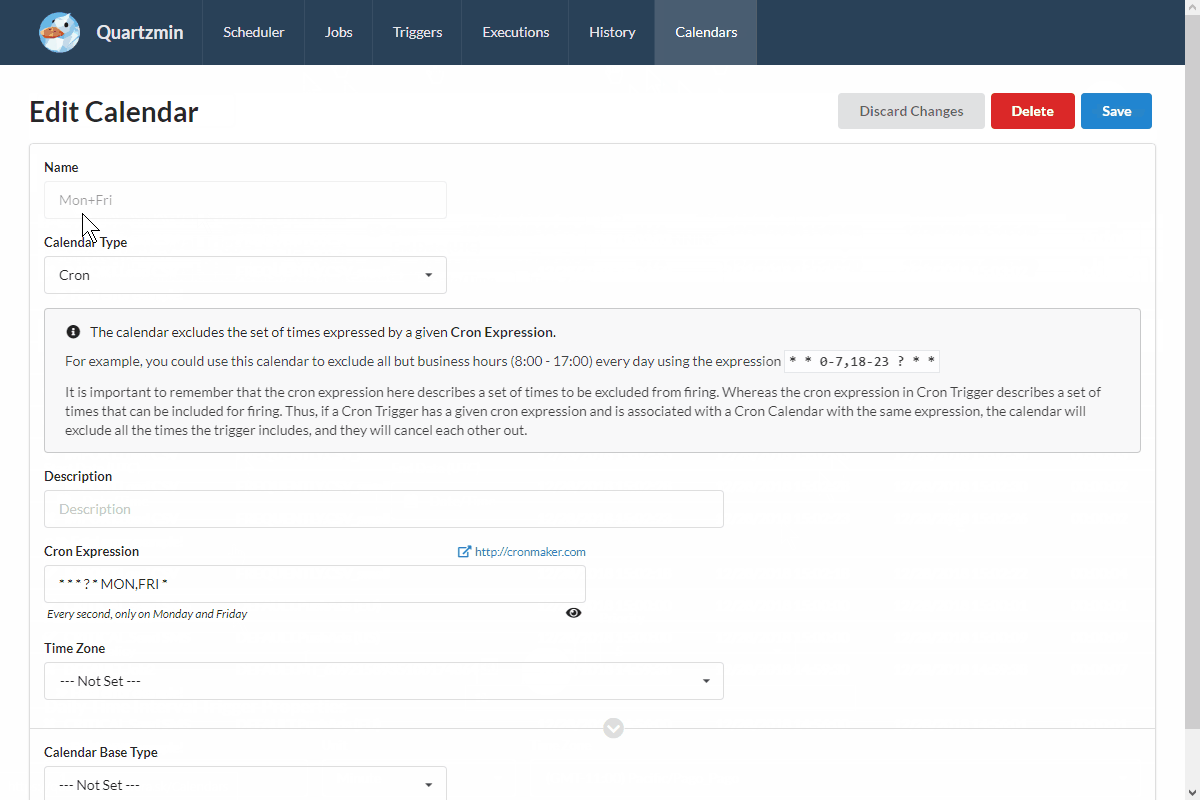 Quartzmin
Scheduler
Jobs
Triggers
Executions
History
Calendars
Edit Calendar
Discard Changes
Delete
Save
Name
Mon+Fri
Calendar Type
Cron
The calendar excludes the set of times expressed by a given Cron Expression.
For example, you could use this calendar to exclude all but business hours (8:00 - 17:00) every day using the expression * * 0-7,18-23 ? * *
It is important to remember that the cron expression here describes a set of times to be excluded from firing. Whereas the cron expression in Cron Trigger describes a set of
times that can be included for firing. Thus, if a Cron Trigger has a given cron expression and is associated with a Cron Calendar with the same expression, the calendar will
exclude all the times the trigger includes, and they will cancel each other out.
Description
Description
Cron Expression
http://cronmaker.com
* * * ? * MON,FRI *
Every second, only on Monday and Friday
Time Zone
--- Not Set ---
Calendar Base Type
--- Not Set ---